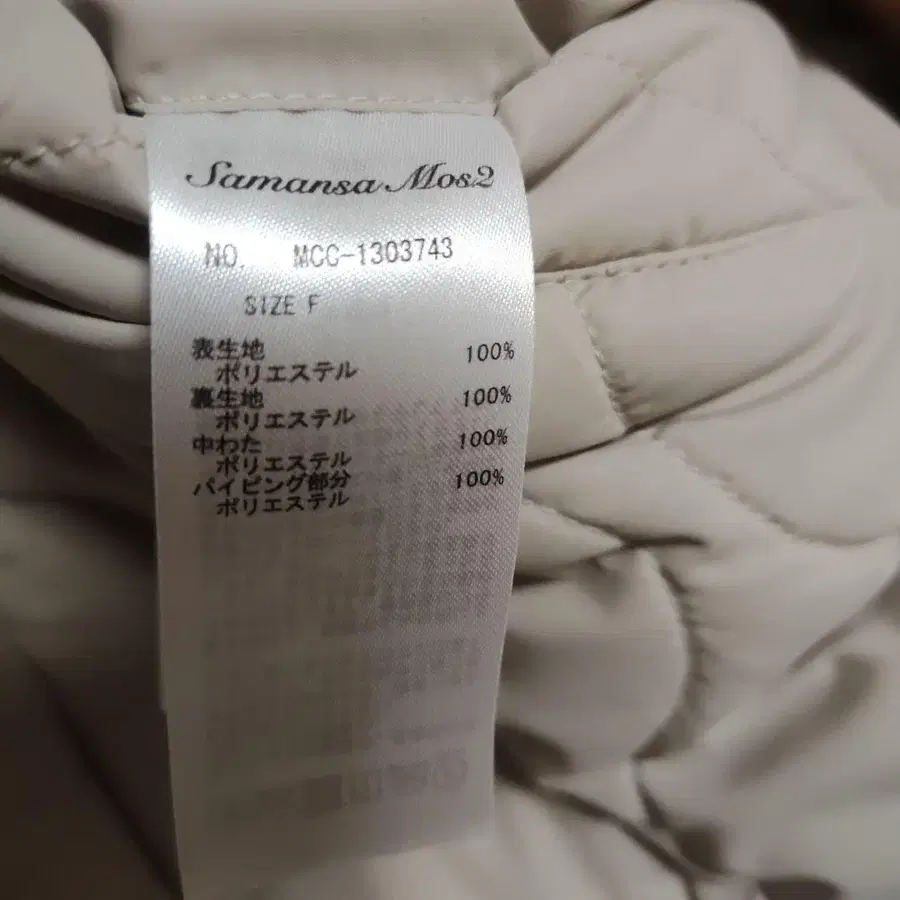 Samansa Mos2
NO. MCC-1303743
SIZE F
表生地
ポリエステル 100%
裏生地
ポリエステル 100%
中わた
ポリエステル 100%
パイピング部分
ポリエステル 100%